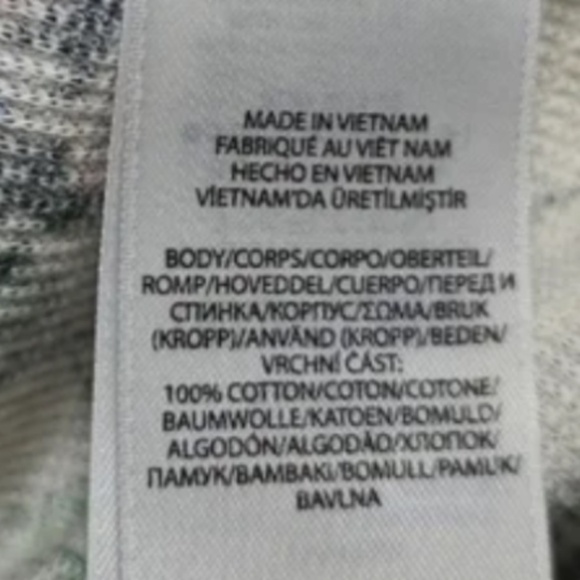 MADE IN VIETNAM
FABRIQUÉ AU VIÊT NAM
HECHO EN VIETNAM
VİETNAM'DA ÜRETİLMİŞTİR
BODY/CORPS/CORPO/OBERTEIL/
ROMP/HOVEDDEL/CUERPO/ПЕРЕД И
СПИНКА/КОРПУС/ΣΩΜΑ/BRUK
(KROPP)/ANVÄND (KROPP)/BEDEN/
VRCHNÍ ČÁST:
100% COTTON/COTON/COTONE/
BAUMWOLLE/KATOEN/BOMULD/
ALGODÓN/ALGODÃO/ХЛОПОК/
ПАМУК/ΒΑΜΒΑΚΙ/BOMULL/PAMUK/
BAVLNA